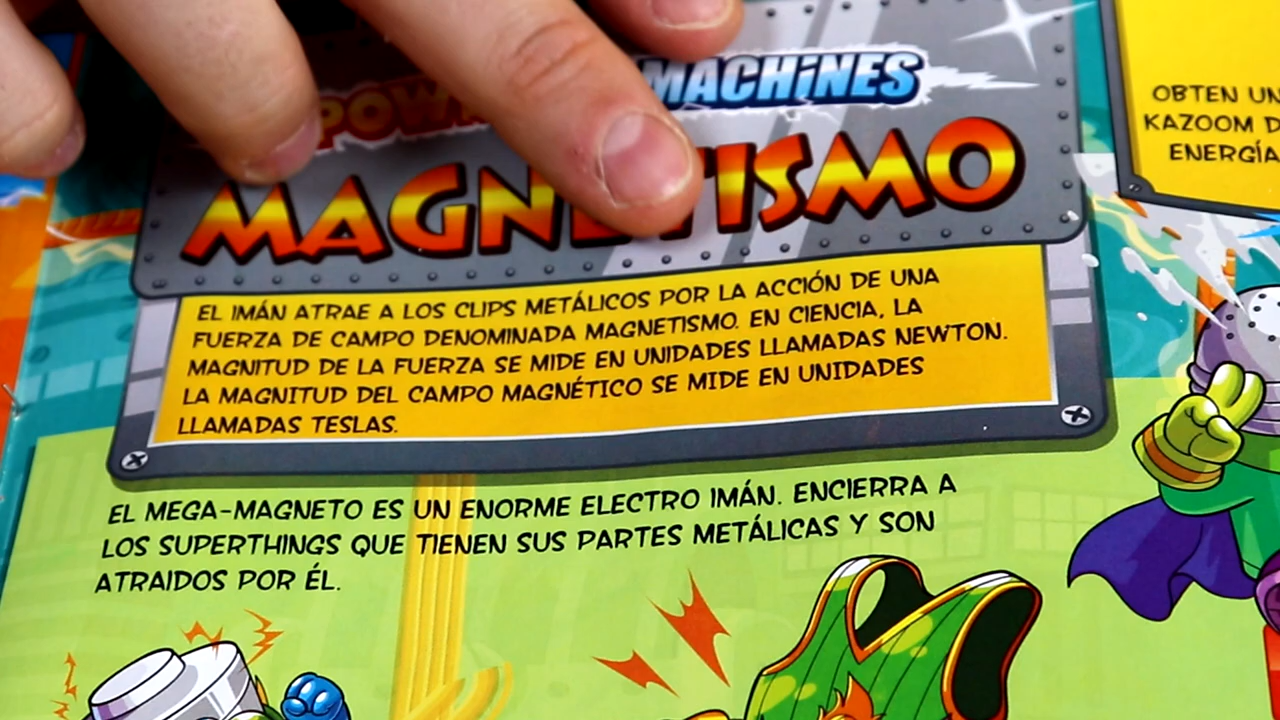 MACHINES
MAGNETISMO
EL IMÁN ATRAE A LOS CLIPS METÁLICOS POR LA ACCIÓN DE UNA
FUERZA DE CAMPO DENOMINADA MAGNETISMO. EN CIENCIA, LA
MAGNITUD DE LA FUERZA SE MIDE EN UNIDADES LLAMADAS NEWTON.
LA MAGNITUD DEL CAMPO MAGNÉTICO SE MIDE EN UNIDADES
LLAMADAS TESLAS.
EL MEGA-MAGNETO ES UN ENORME ELECTRO IMÁN. ENCIERRA A
LOS SUPERTHINGS QUE TIENEN SUS PARTES METÁLICAS Y SON
ATRAIDOS POR ÉL.
OBTEN UN
KAZOOM D
ENERGÍA